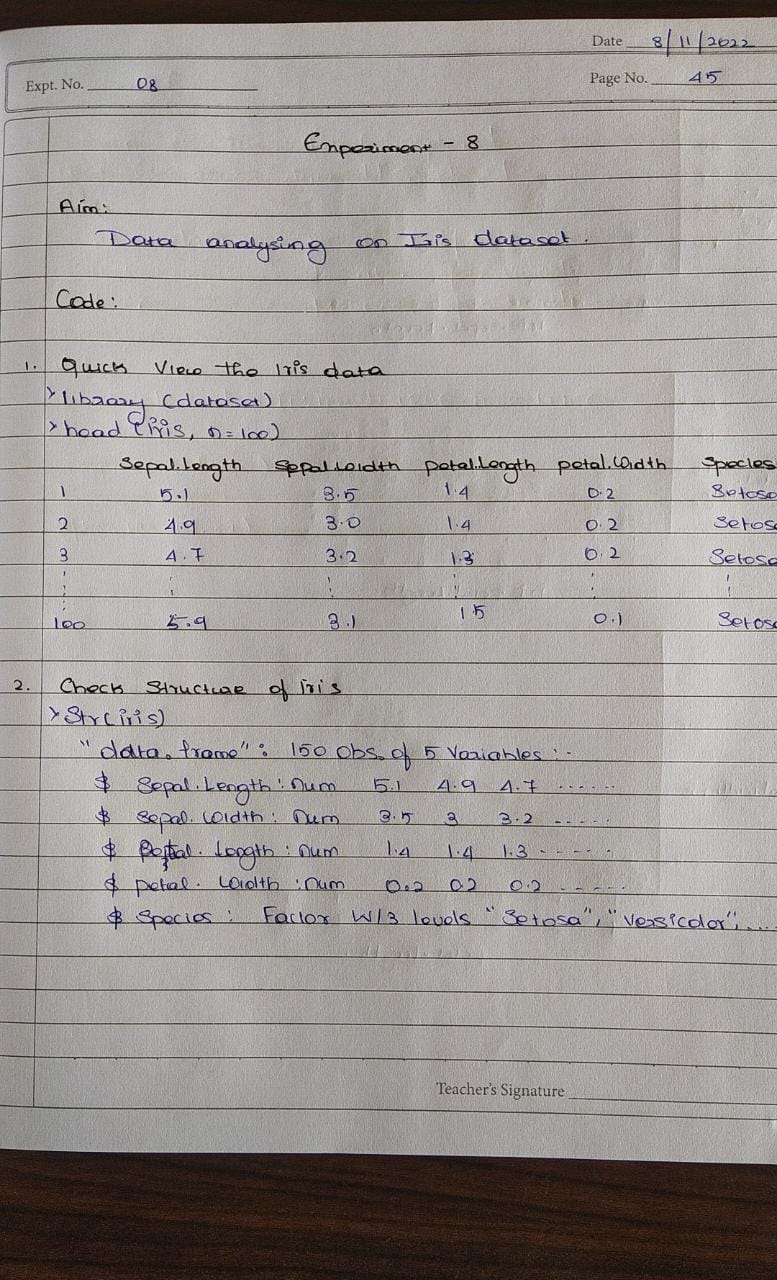 Date 8/11/2022
Expt. No. 08
Page No. 45
Experiment - 8
Aim:
Data analysing on Iris dataset.
Code:
1. Quick View the Iris data
> library (dataset)
> head (iris, n=100)
Sepal.Length Sepal.width petal.Length petal.Width Species
1 5.1 3.5 1.4 0.2 Setosa
2 4.9 3.0 1.4 0.2 Setosa
3 4.7 3.2 1.3 0.2 Setosa
100 5.9 3.1 15 0.1 Setosa
2. Check Structure of iris
> Str(iris)
"data.frame": 150 obs. of 5 Variables :-
$ Sepal.Length : num 5.1 4.9 4.7 ......
$ Sepal.Width : num 3.5 3 3.2 .....
$ Petal.Length : num 1.4 1.4 1.3 .....
$ petal.Width : num 0.2 0.2 0.2 .....
$ Species : Factor W/3 levels "Setosa", "Versicolor", ...
Teacher's Signature